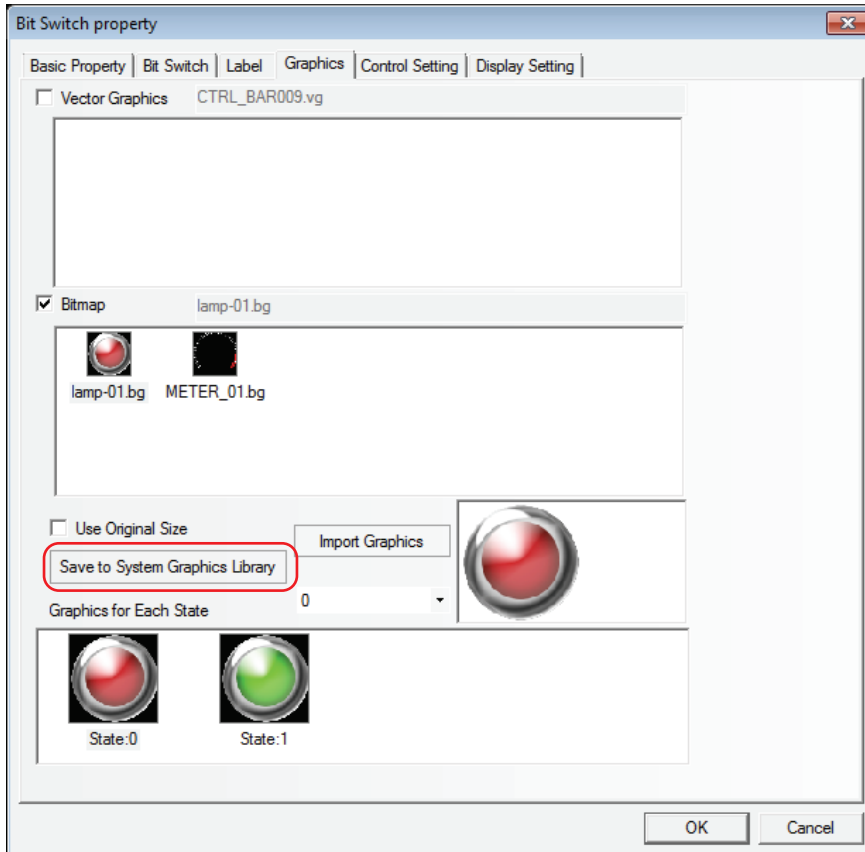 Bit Switch property
Basic Property Bit Switch Label Graphics Control Setting Display Setting
Vector Graphics CTRL_BAR009.vg
Bitmap lamp-01.bg
lamp-01.bg METER_01.bg
Use Original Size
Import Graphics
Save to System Graphics Library
0
Graphics for Each State
State:0 State:1
OK Cancel